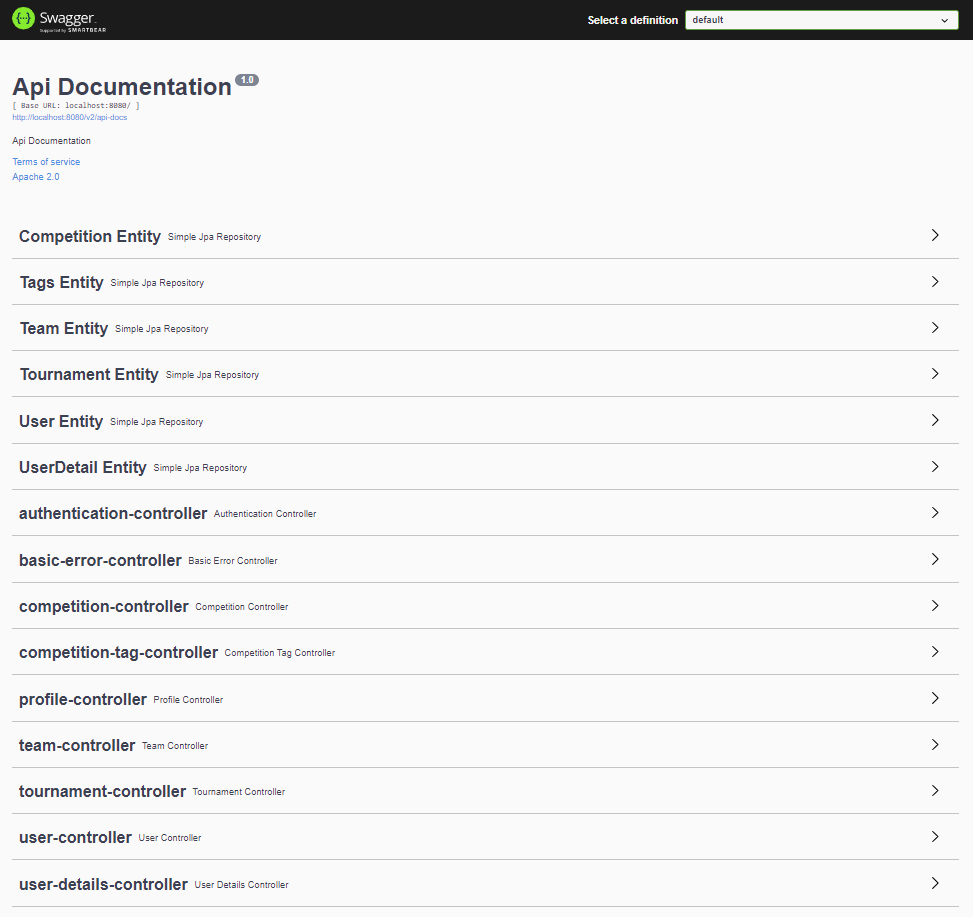 Swagger
Supported by SMARTBEAR
Select a definition
default
Api Documentation 1.0
[ Base URL: localhost:8080/ ]
http://localhost:8080/v2/api-docs
Api Documentation
Terms of service
Apache 2.0
Competition Entity Simple Jpa Repository
Tags Entity Simple Jpa Repository
Team Entity Simple Jpa Repository
Tournament Entity Simple Jpa Repository
User Entity Simple Jpa Repository
UserDetail Entity Simple Jpa Repository
authentication-controller Authentication Controller
basic-error-controller Basic Error Controller
competition-controller Competition Controller
competition-tag-controller Competition Tag Controller
profile-controller Profile Controller
team-controller Team Controller
tournament-controller Tournament Controller
user-controller User Controller
user-details-controller User Details Controller